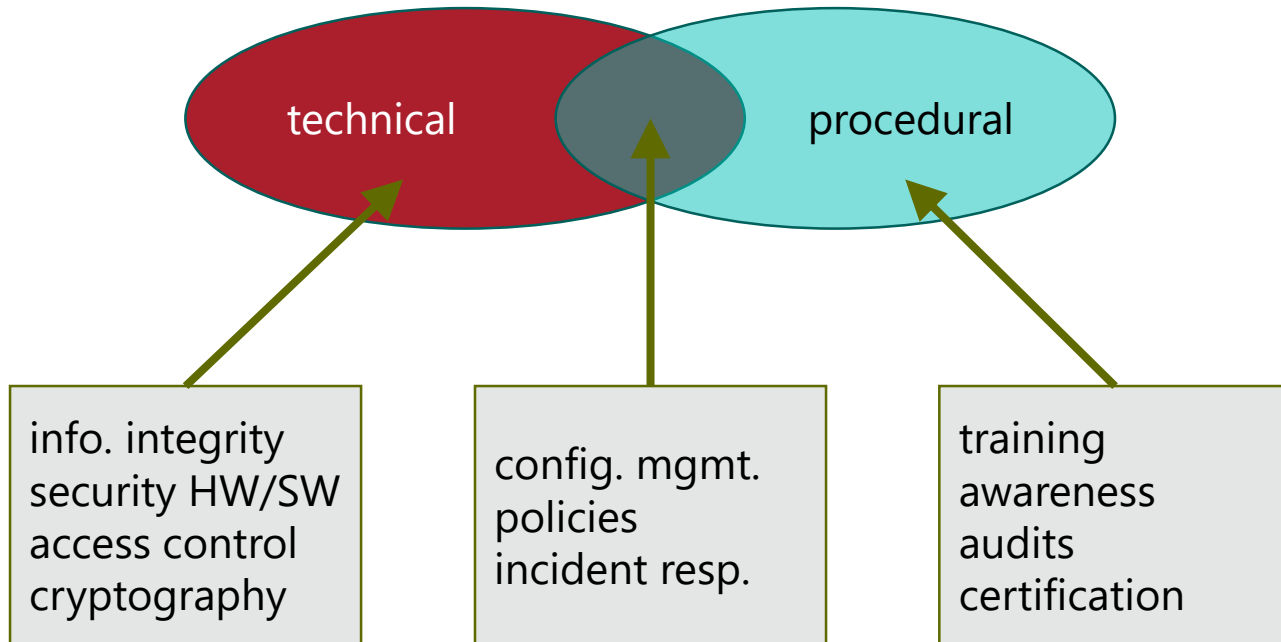 technical
procedural
info. integrity
security HW/SW
access control
cryptography
config. mgmt.
policies
incident resp.
training
awareness
audits
certification